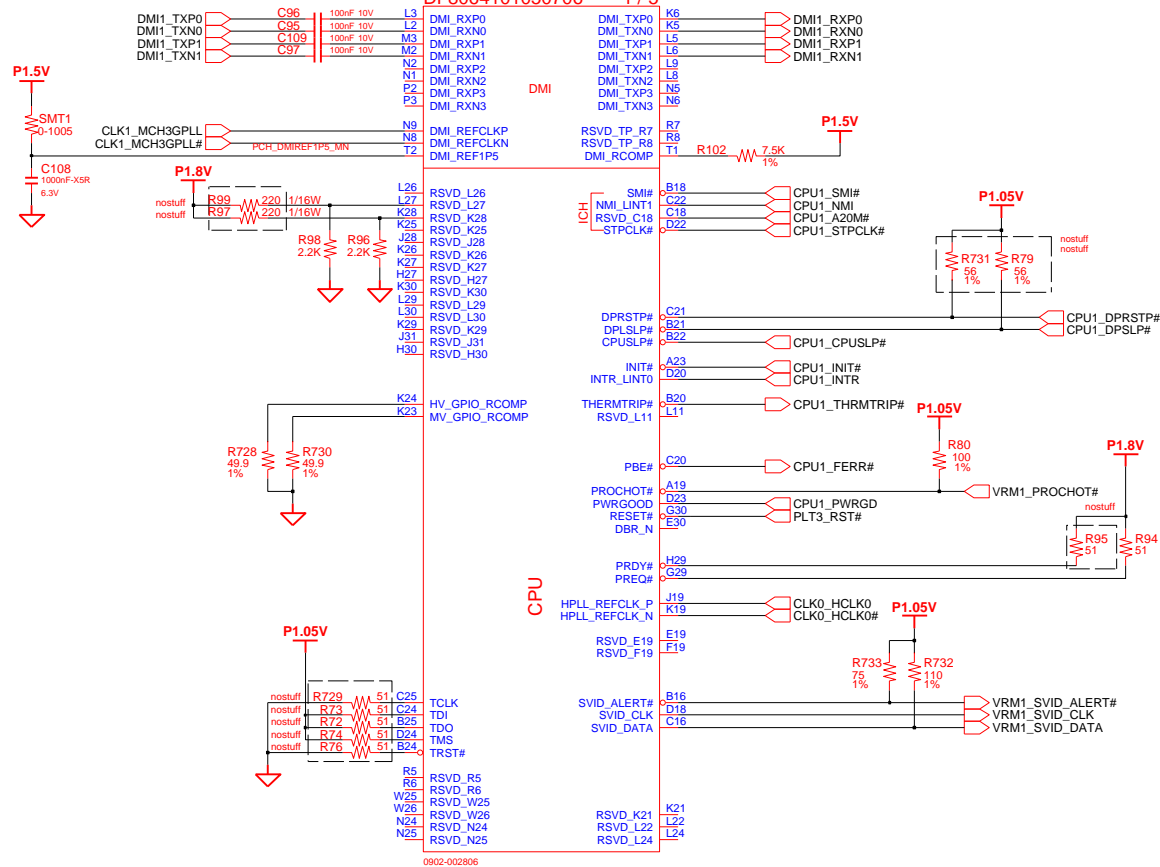 DMI1_TXP0 C96 100nF 10V L3 DMI_RXP0 DMI_TXP0 K6 DMI1_RXP0
DMI1_TXN0 C95 100nF 10V L2 DMI_RXN0 DMI_TXN0 K5 DMI1_RXN0
DMI1_TXP1 C109 100nF 10V M3 DMI_RXP1 DMI_TXP1 L5 DMI1_RXP1
DMI1_TXN1 C97 100nF 10V M2 DMI_RXN1 DMI_TXN1 L6 DMI1_RXN1
N2 DMI_RXP2 DMI_TXP2 L9
N1 DMI_RXN2 DMI_TXN2 L8
P2 DMI_RXP3 DMI DMI_TXP3 N5
P3 DMI_RXN3 DMI_TXN3 N6
P1.5V
SMT1
0-1005
CLK1_MCH3GPLL N9 DMI_REFCLKP RSVD_TP_R7 R7
CLK1_MCH3GPLL# N8 DMI_REFCLKN RSVD_TP_R8 R8
PCH_DMIREF1P5_MN T2 DMI_REF1P5 DMI_RCOMP T1 R102 7.5K
1%
P1.5V
C108
1000nF-X5R
6.3V
P1.8V
L26 RSVD_L26 SMI# B18 CPU1_SMI#
nostuff R99 220 1/16W L27 RSVD_L27 NMI_LINT1 C22 CPU1_NMI
nostuff R97 220 1/16W K28 RSVD_K28 RSVD_C18 C18 CPU1_A20M#
K25 RSVD_K25 STPCLK# D22 CPU1_STPCLK#
ICH
J28 RSVD_J28
K26 RSVD_K26
K27 RSVD_K27
H27 RSVD_H27
K30 RSVD_K30
L29 RSVD_L29
L30 RSVD_L30
K29 RSVD_K29
J31 RSVD_J31
H30 RSVD_H30
R98
2.2K
R96
2.2K
P1.05V
nostuff
nostuff
R731
56
1%
R79
56
1%
DPRSTP# C21 CPU1_DPRSTP#
DPLSLP# B21 CPU1_DPSLP#
CPUSLP# B22 CPU1_CPUSLP#
INIT# A23 CPU1_INIT#
INTR_LINT0 D20 CPU1_INTR
K24 HV_GPIO_RCOMP THERMTRIP# B20 CPU1_THRMTRIP#
K23 MV_GPIO_RCOMP RSVD_L11 L11
R728
49.9
1%
R730
49.9
1%
P1.05V
R80
100
1%
PBE# C20 CPU1_FERR#
PROCHOT# A19 VRM1_PROCHOT#
PWRGOOD D23 CPU1_PWRGD
RESET# G30 PLT3_RST#
DBR_N E30
P1.8V
nostuff
R95
51
R94
51
PRDY# H29
PREQ# G29
CPU
HPLL_REFCLK_P J19 CLK0_HCLK0
HPLL_REFCLK_N K19 CLK0_HCLK0#
P1.05V
RSVD_E19 E19
RSVD_F19 F19
R733
75
1%
R732
110
1%
P1.05V
nostuff R729 51 C25 TCLK SVID_ALERT# B16 VRM1_SVID_ALERT#
nostuff R73 51 C24 TDI SVID_CLK D18 VRM1_SVID_CLK
nostuff R72 51 B25 TDO SVID_DATA C16 VRM1_SVID_DATA
nostuff R74 51 D24 TMS
nostuff R76 51 B24 TRST#
R5 RSVD_R5
R6 RSVD_R6
W25 RSVD_W25
W26 RSVD_W26 RSVD_K21 K21
N24 RSVD_N24 RSVD_L22 L22
N25 RSVD_N25 RSVD_L24 L24
0902-002806